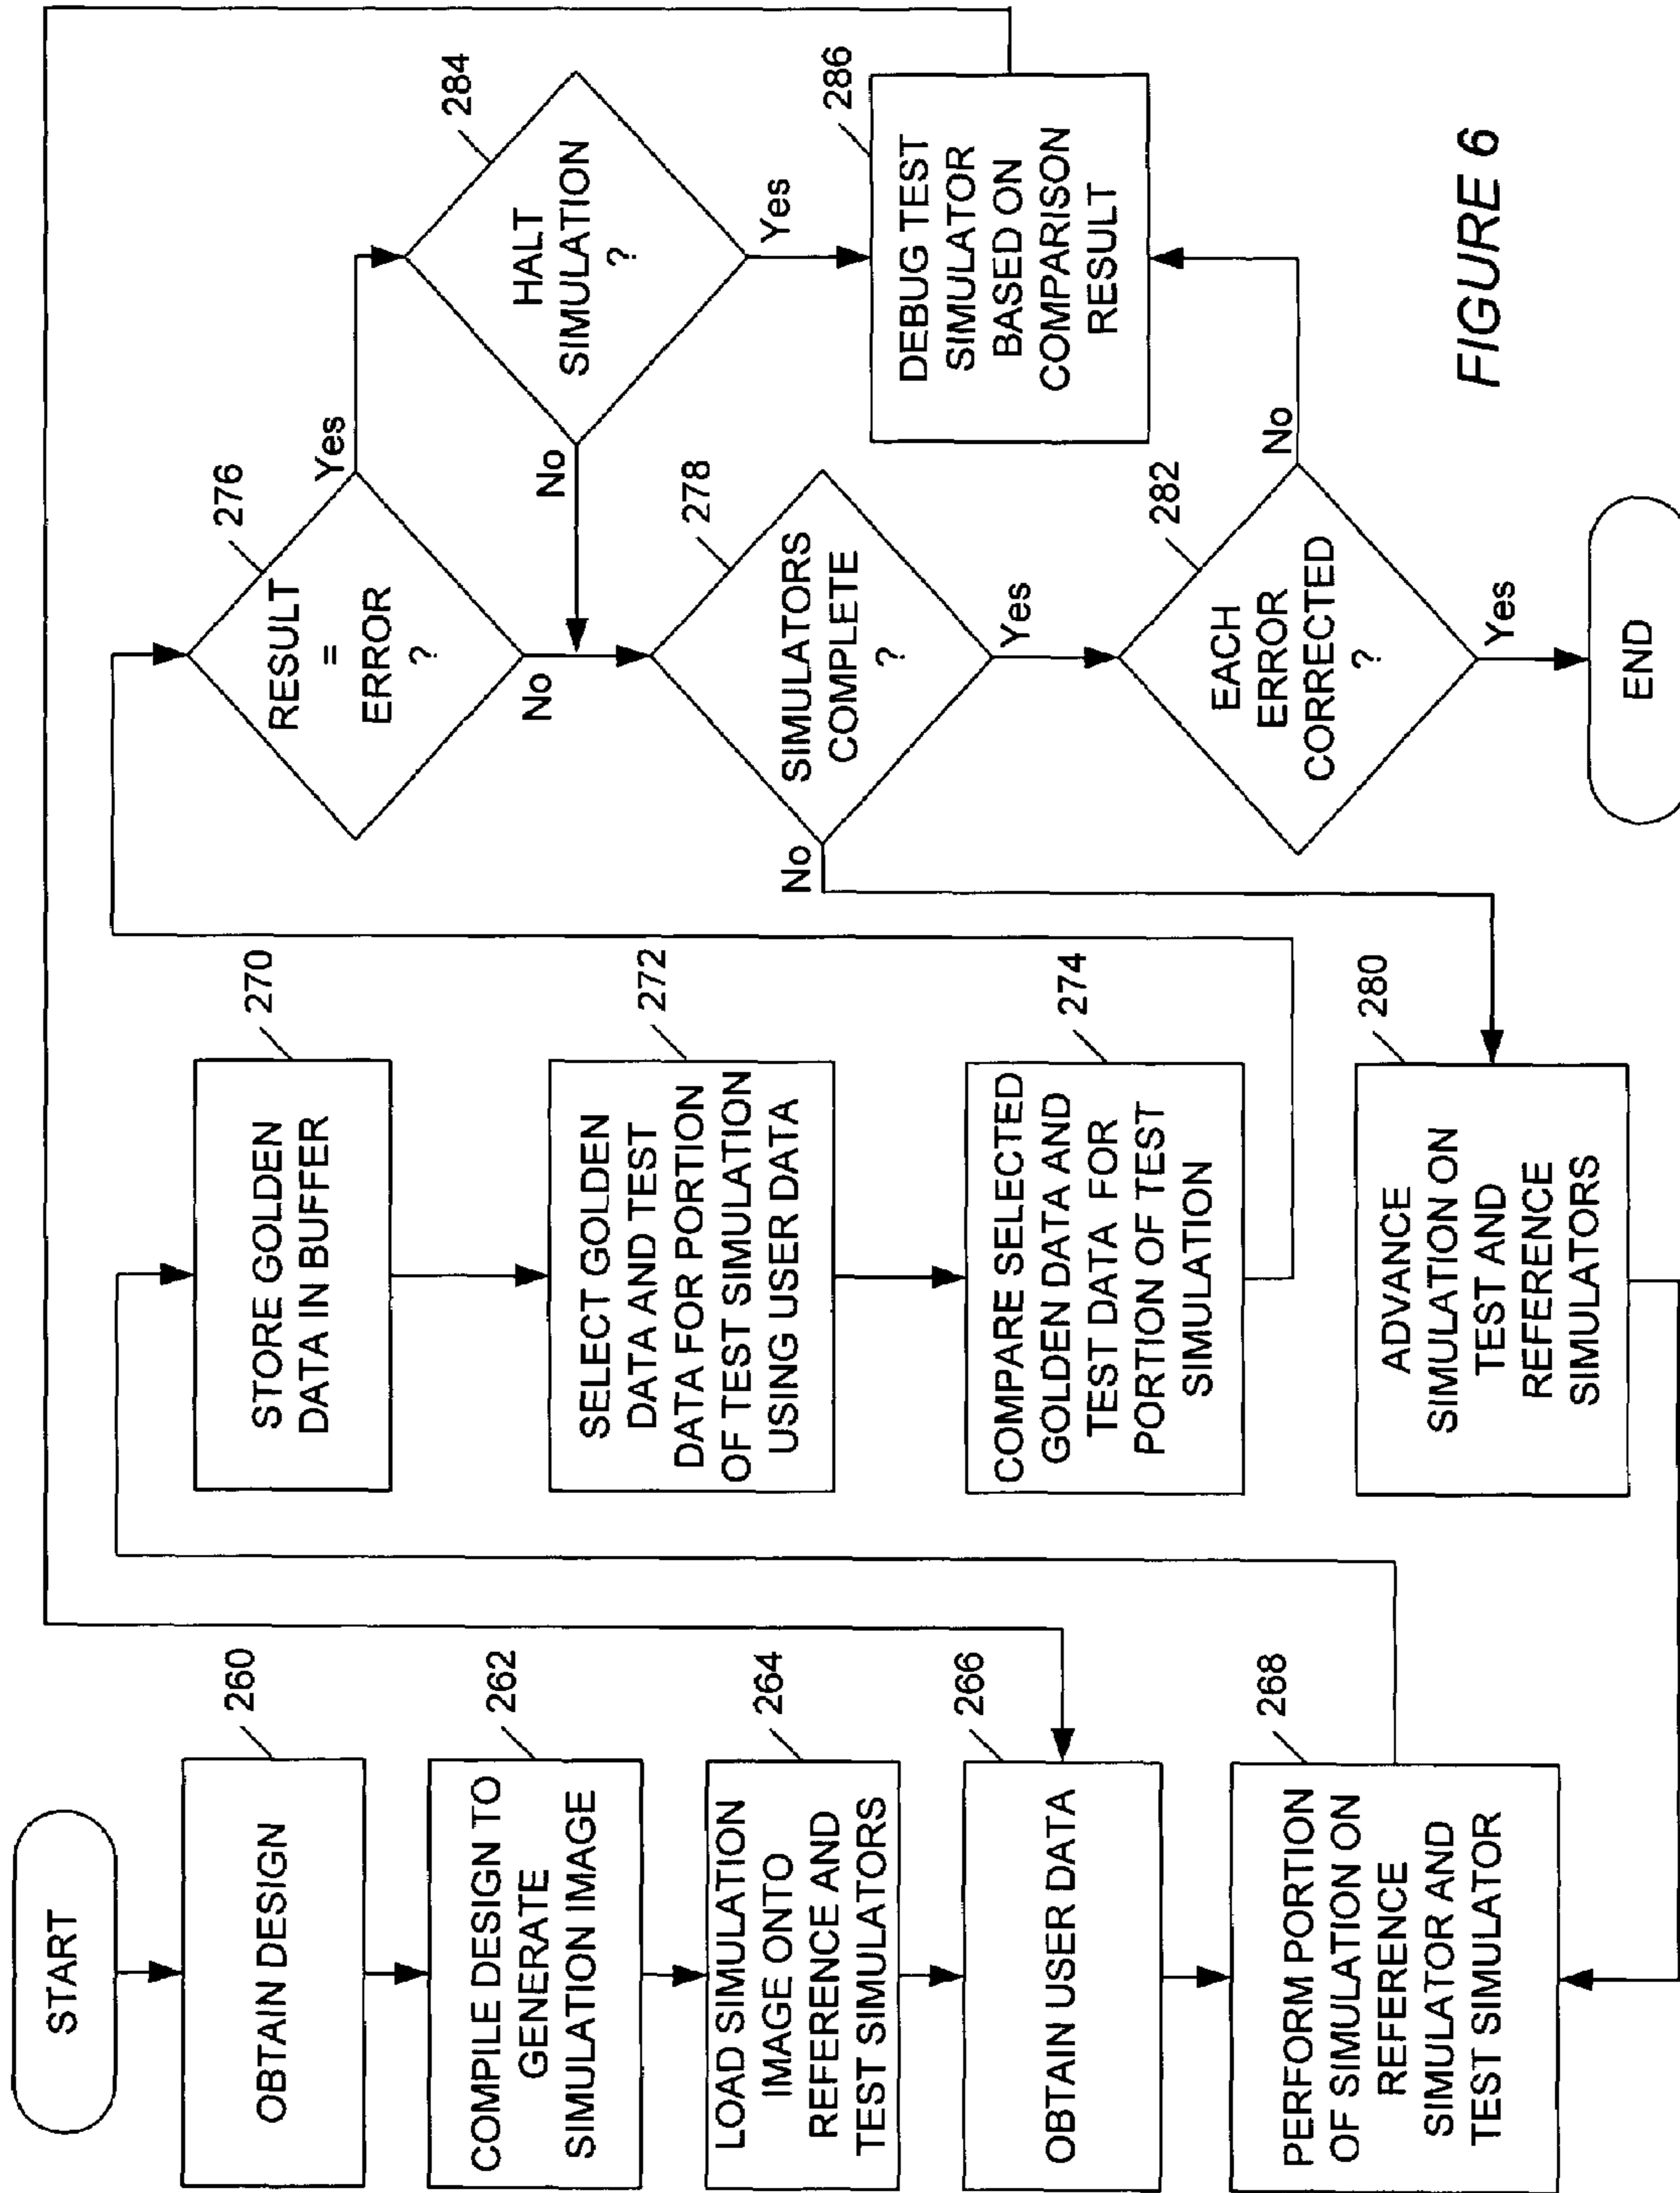 START
260
OBTAIN DESIGN
262
COMPILE DESIGN TO
GENERATE
SIMULATION IMAGE
264
LOAD SIMULATION
IMAGE ONTO
REFERENCE AND
TEST SIMULATORS
266
OBTAIN USER DATA
268
PERFORM PORTION
OF SIMULATION ON
REFERENCE
SIMULATOR AND
TEST SIMULATOR
270
STORE GOLDEN
DATA IN BUFFER
272
SELECT GOLDEN
DATA AND TEST
DATA FOR PORTION
OF TEST SIMULATION
USING USER DATA
274
COMPARE SELECTED
GOLDEN DATA AND
TEST DATA FOR
PORTION OF TEST
SIMULATION
280
ADVANCE
SIMULATION ON
TEST AND
REFERENCE
SIMULATORS
276
RESULT
=
ERROR
?
Yes
No
278
SIMULATORS
COMPLETE
?
No
Yes
282
EACH
ERROR
CORRECTED
?
No
Yes
END
284
HALT
SIMULATION
?
No
Yes
286
DEBUG TEST
SIMULATOR
BASED ON
COMPARISON
RESULT
FIGURE 6